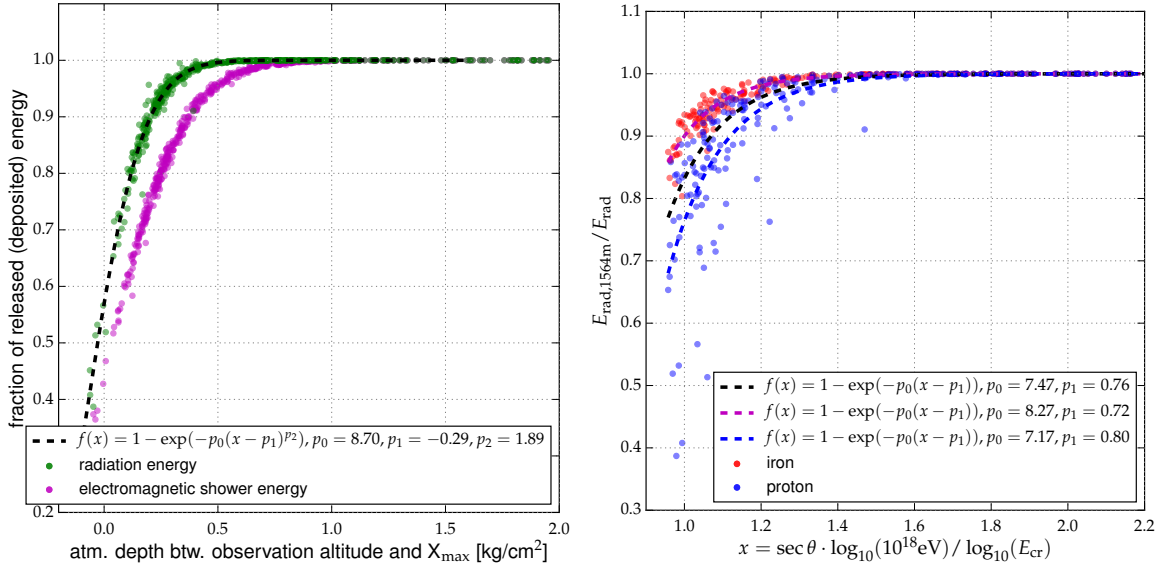 fraction of released (deposited) energy
1.0
0.9
0.8
0.7
0.6
0.5
0.4
0.2
f(x) = 1 − exp(−p₀(x − p₁)^p₂), p₀ = 8.70, p₁ = −0.29, p₂ = 1.89
radiation energy
electromagnetic shower energy
0.0 0.5 1.0 1.5 2.0
atm. depth btw. observation altitude and X_max [kg/cm²]
E_rad,1564m/E_rad
1.1
1.0
0.9
0.8
0.7
0.6
0.5
0.4
0.3
f(x) = 1 − exp(−p₀(x − p₁)), p₀ = 7.47, p₁ = 0.76
f(x) = 1 − exp(−p₀(x − p₁)), p₀ = 8.27, p₁ = 0.72
f(x) = 1 − exp(−p₀(x − p₁)), p₀ = 7.17, p₁ = 0.80
iron
proton
1.0 1.2 1.4 1.6 1.8 2.0 2.2
x = sec θ · log₁₀(10¹⁸eV)/ log₁₀(E_cr)